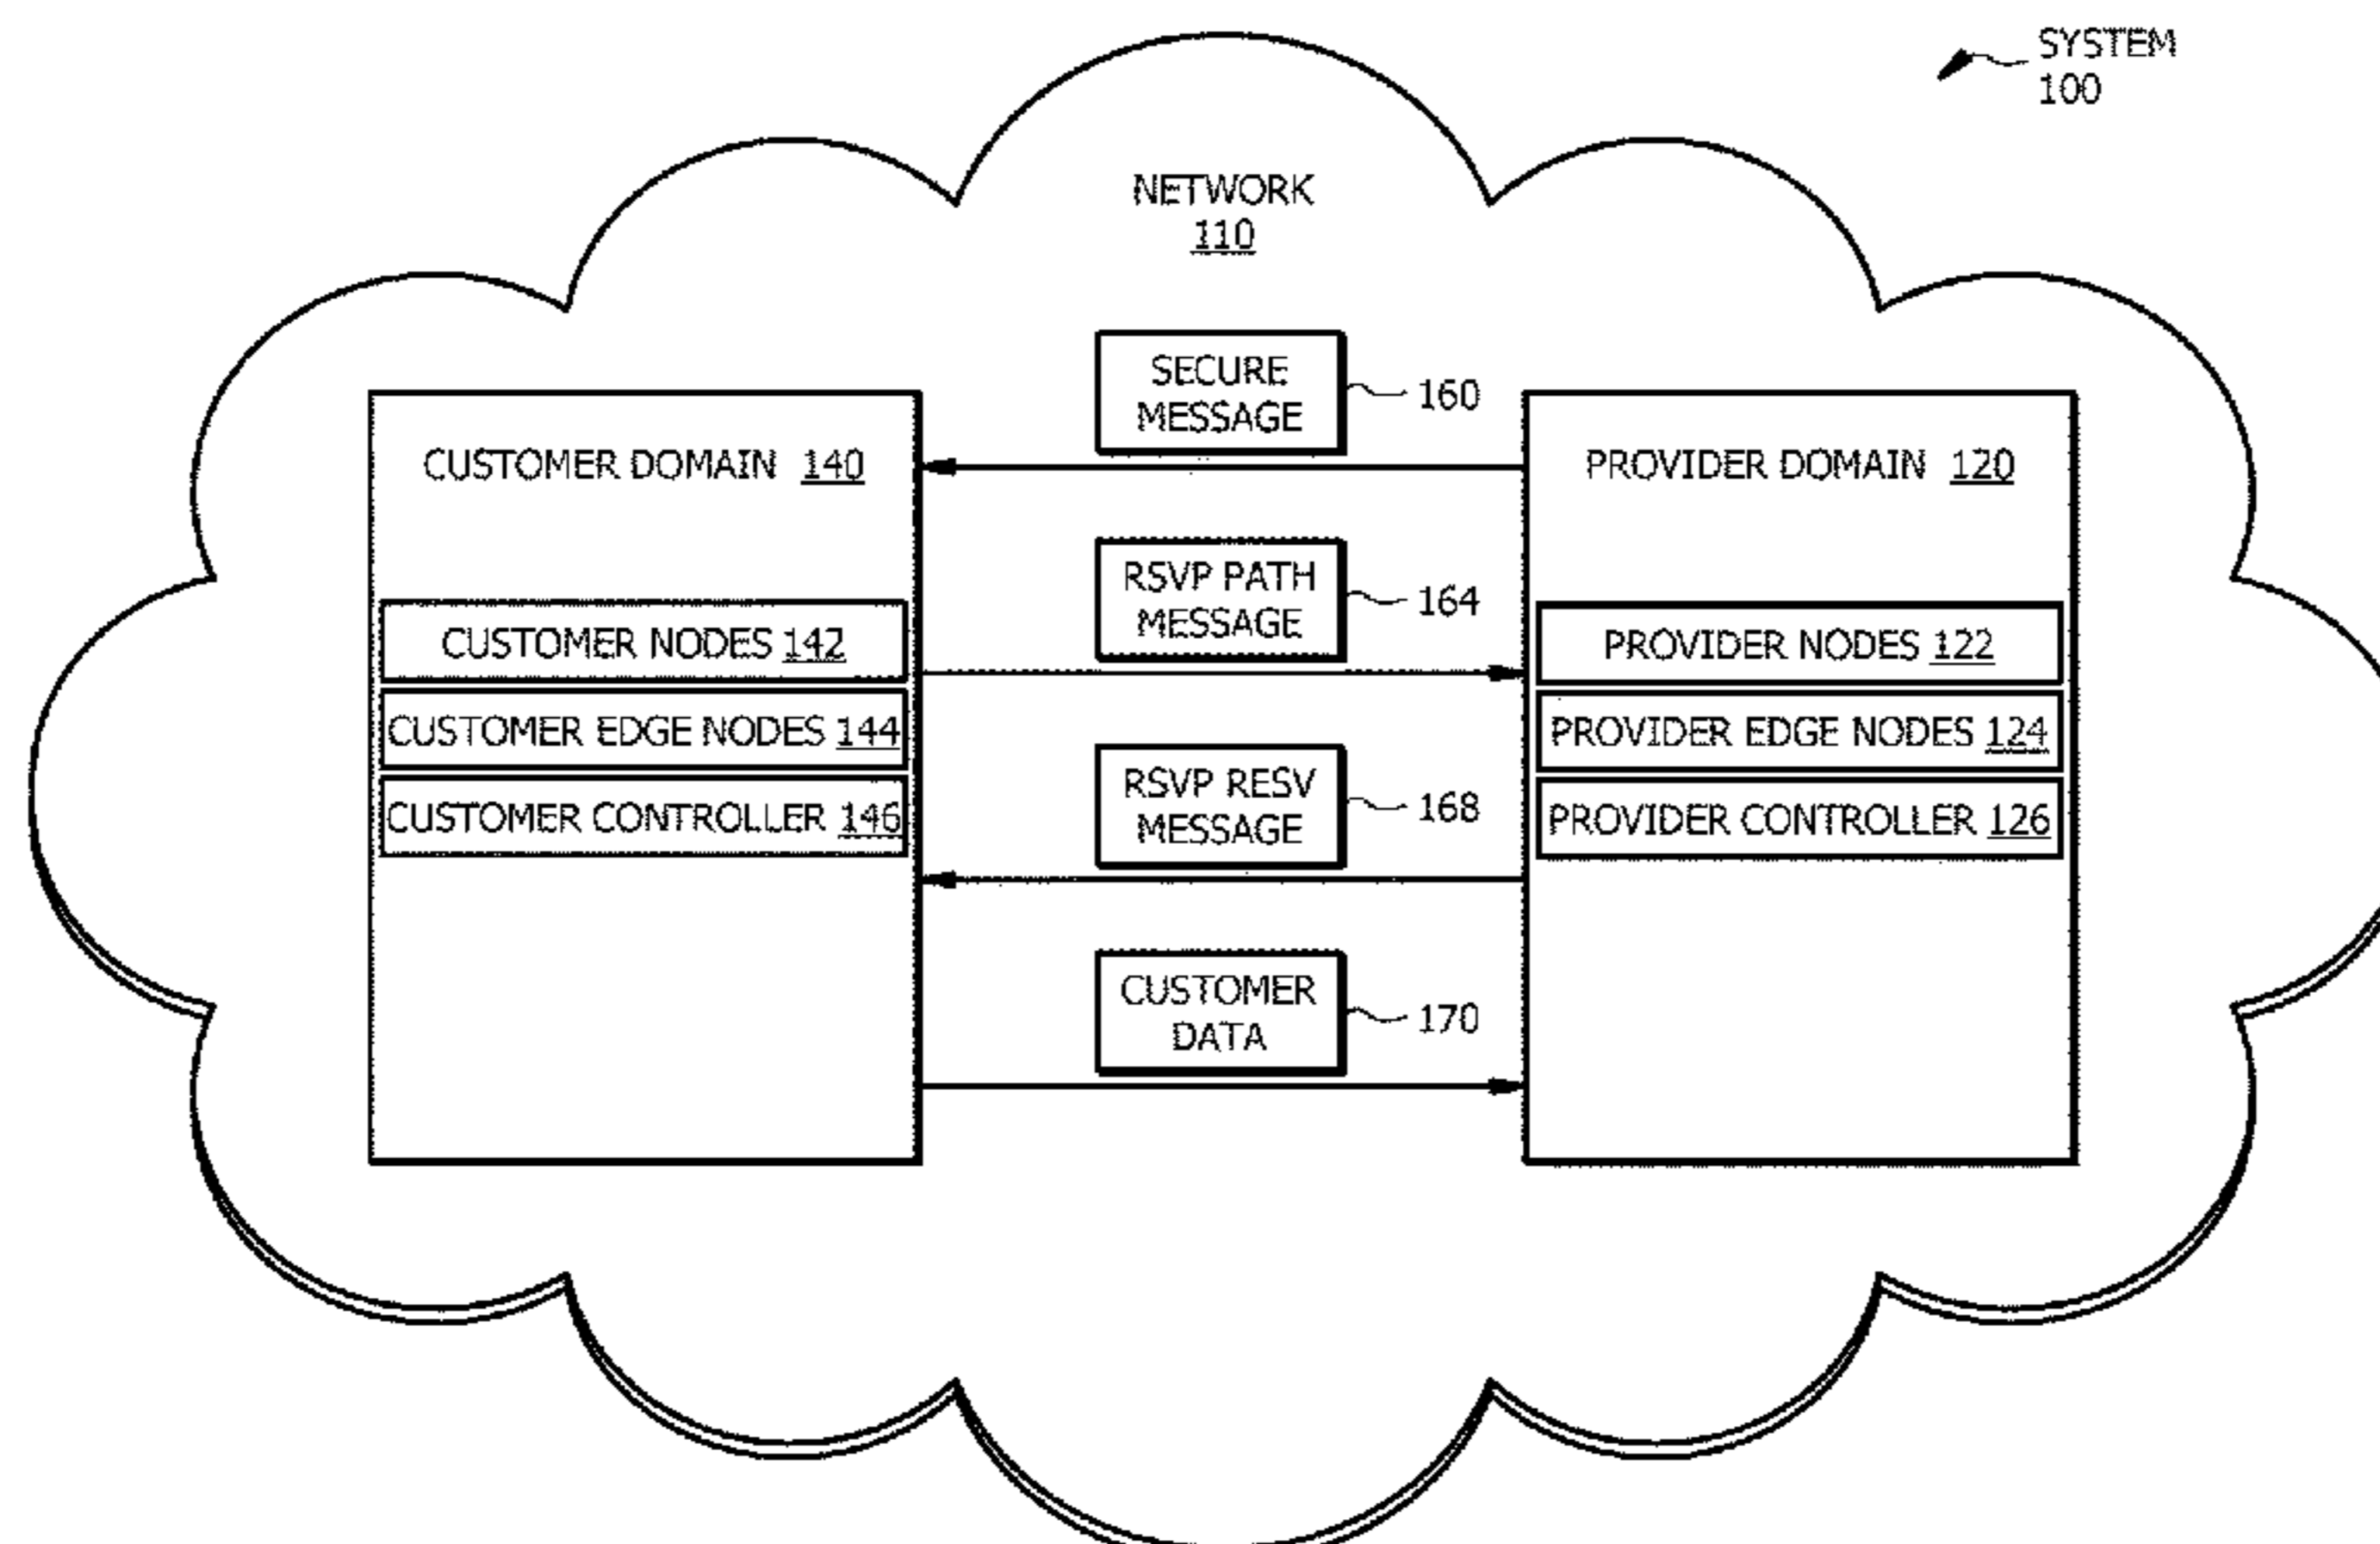 SYSTEM
100
NETWORK
110
SECURE
MESSAGE
160
CUSTOMER DOMAIN 140
PROVIDER DOMAIN 120
RSVP PATH
MESSAGE
164
CUSTOMER NODES 142
PROVIDER NODES 122
CUSTOMER EDGE NODES 144
PROVIDER EDGE NODES 124
RSVP RESV
MESSAGE
168
CUSTOMER CONTROLLER 146
PROVIDER CONTROLLER 126
CUSTOMER
DATA
170